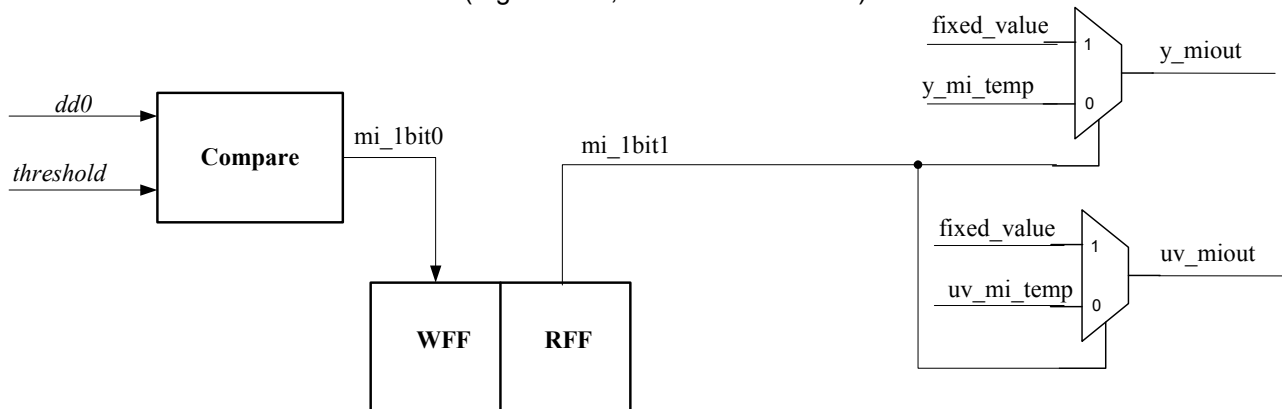 fixed_value
1
y_miout
y_mi_temp
0
dd0
mi_1bit0
mi_1bit1
Compare
threshold
fixed_value
1
uv_miout
uv_mi_temp
0
WFF
RFF